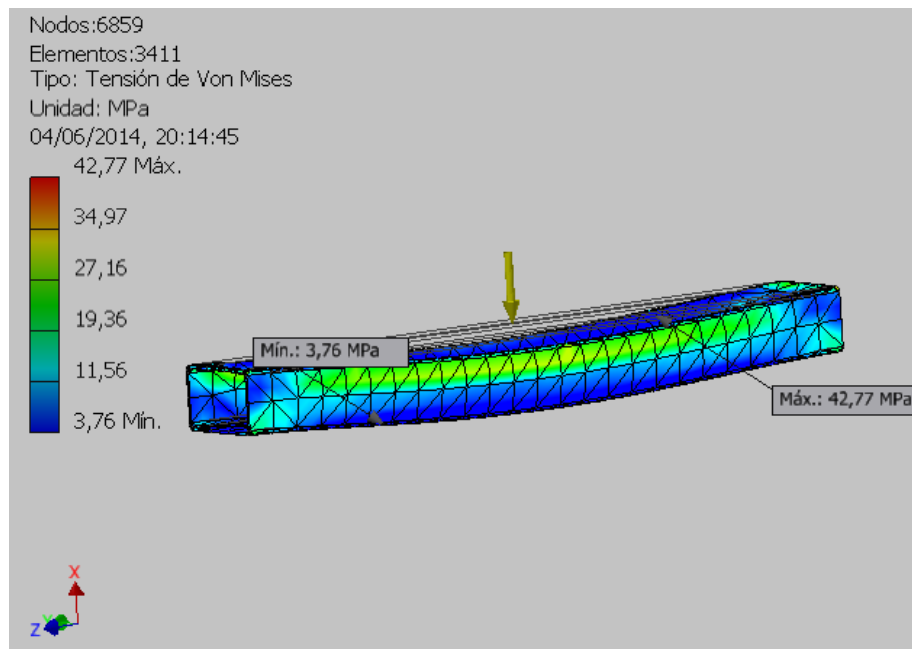 Nodos:6859
Elementos:3411
Tipo: Tensión de Von Mises
Unidad: MPa
04/06/2014, 20:14:45
42,77 Máx.
34,97
27,16
19,36
11,56
3,76 Mín.
Mín.: 3,76 MPa
Máx.: 42,77 MPa
X
Y
Z